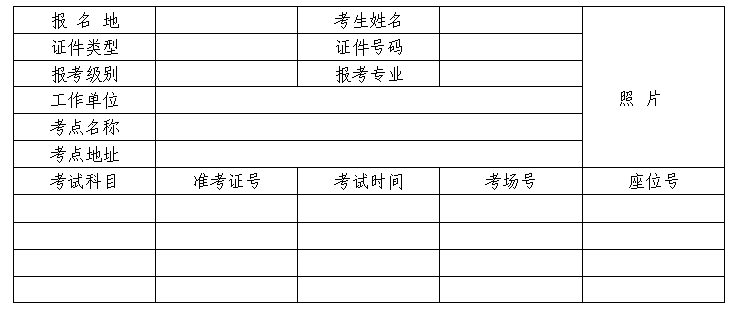 报 名 地 考生姓名
证件类型 证件号码
报考级别 报考专业
工作单位 照 片
考点名称
考点地址
考试科目 准考证号 考试时间 考场号 座位号